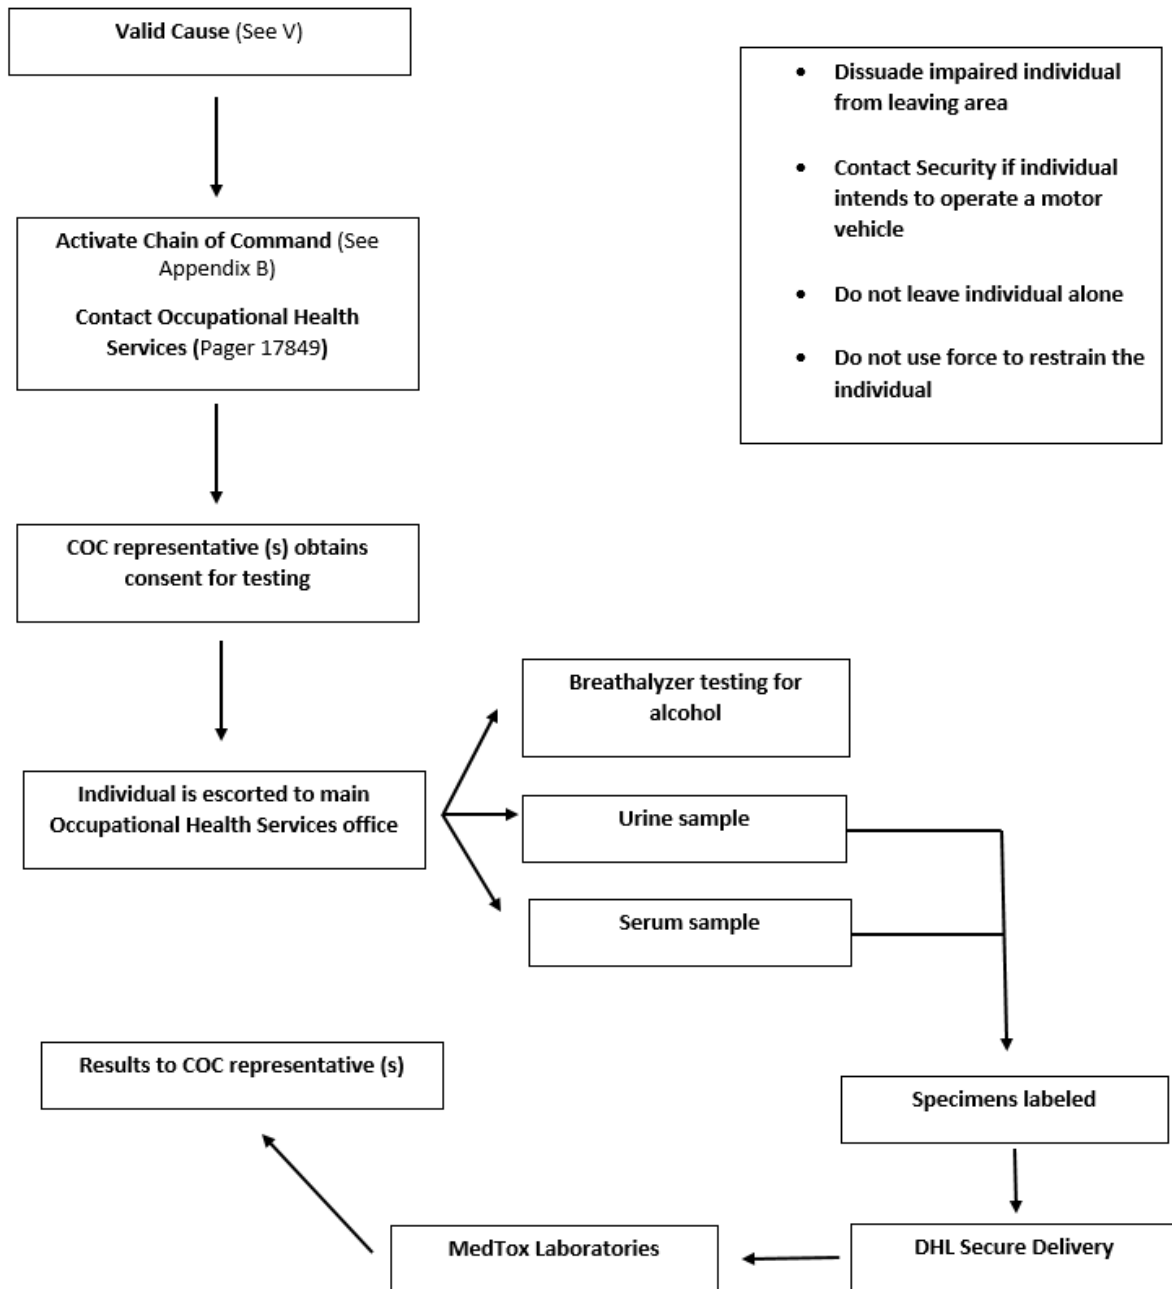 Valid Cause (See V)
• Dissuade impaired individual
from leaving area
• Contact Security if individual
intends to operate a motor
vehicle
• Do not leave individual alone
• Do not use force to restrain the
individual
Activate Chain of Command (See
Appendix B)
Contact Occupational Health
Services (Pager 17849)
COC representative (s) obtains
consent for testing
Individual is escorted to main
Occupational Health Services office
Breathalyzer testing for
alcohol
Urine sample
Serum sample
Specimens labeled
DHL Secure Delivery
MedTox Laboratories
Results to COC representative (s)